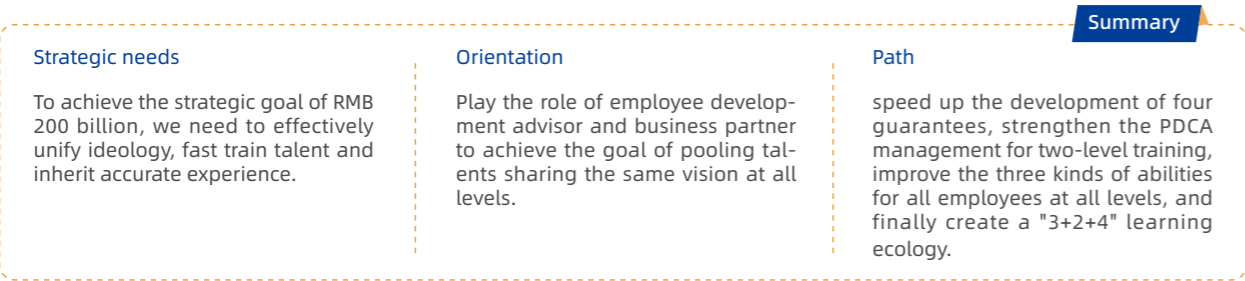 Summary
Strategic needs
To achieve the strategic goal of RMB
200 billion, we need to effectively
unify ideology, fast train talent and
inherit accurate experience.
Orientation
Play the role of employee develop-
ment advisor and business partner
to achieve the goal of pooling tal-
ents sharing the same vision at all
levels.
Path
speed up the development of four
guarantees, strengthen the PDCA
management for two-level training,
improve the three kinds of abilities
for all employees at all levels, and
finally create a "3+2+4" learning
ecology.